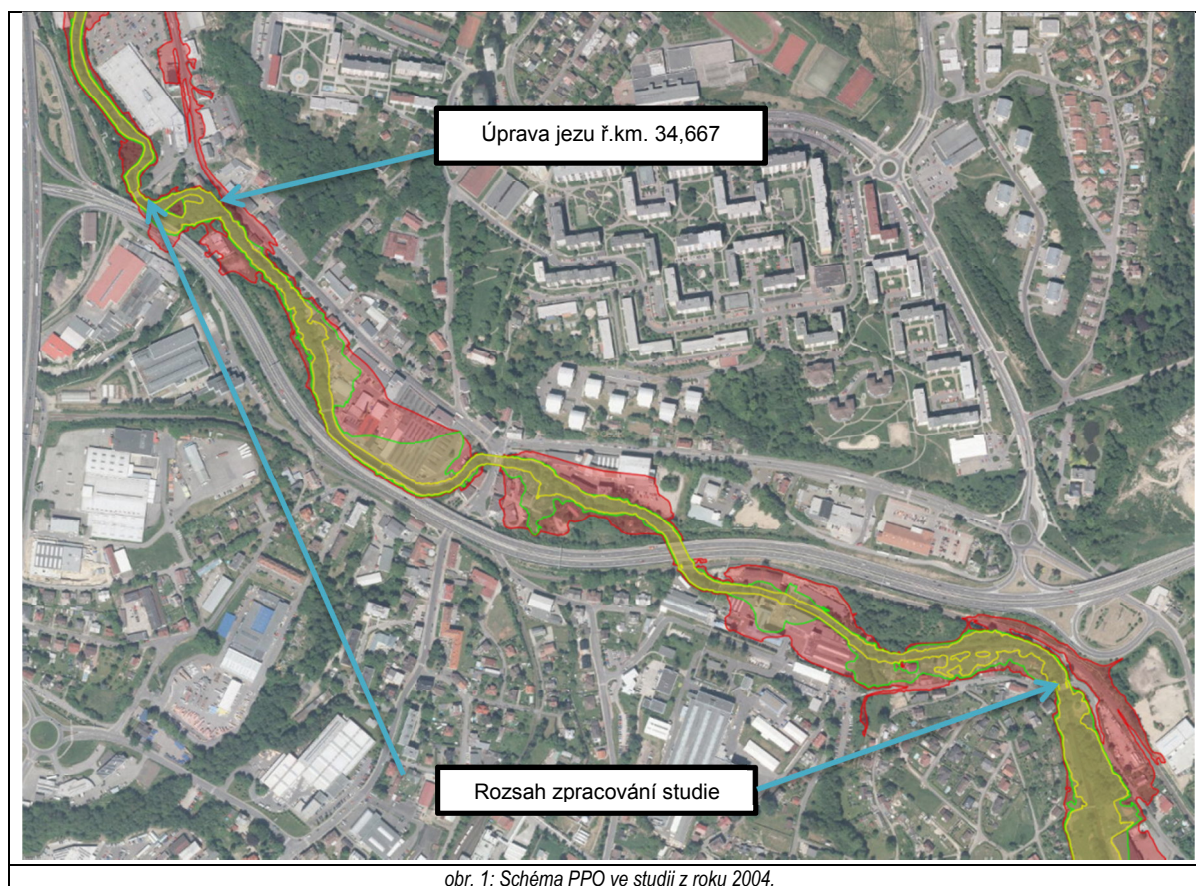 Úprava jezu ř.km. 34,667
Rozsah zpracování studie
obr. 1: Schéma PPO ve studii z roku 2004.